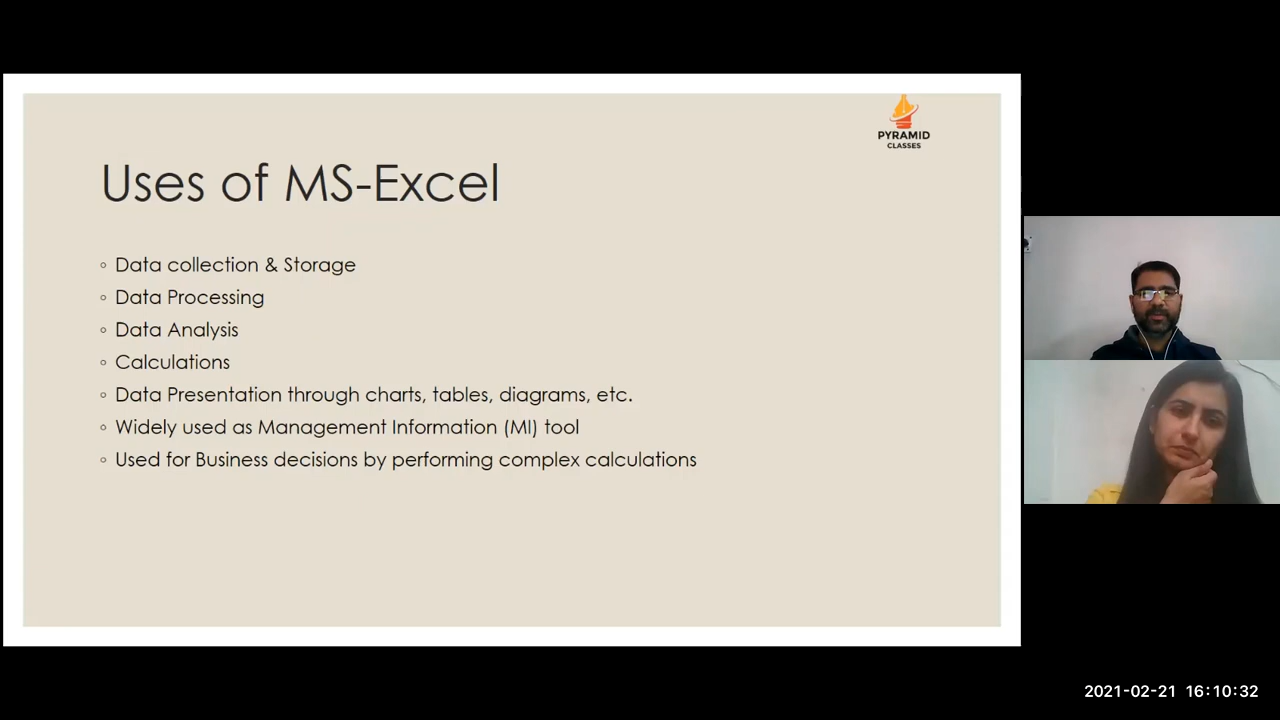 PYRAMID
CLASSES
Uses of MS-Excel
◦ Data collection & Storage
◦ Data Processing
◦ Data Analysis
◦ Calculations
◦ Data Presentation through charts, tables, diagrams, etc.
◦ Widely used as Management Information (MI) tool
◦ Used for Business decisions by performing complex calculations
2021-02-21 16:10:32